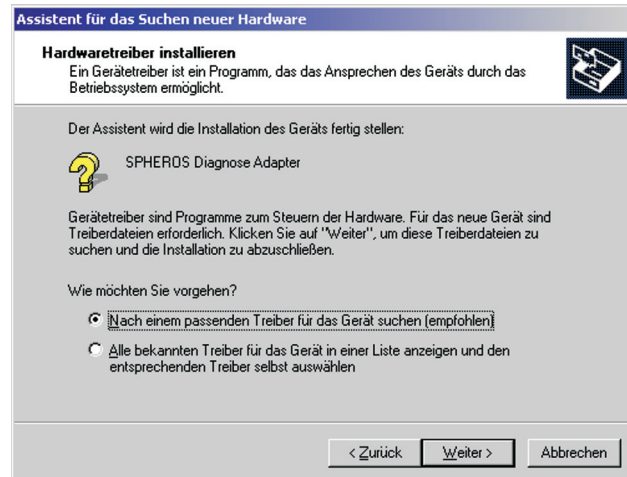 Assistent für das Suchen neuer Hardware
Hardwaretreiber installieren
Ein Gerätetreiber ist ein Programm, das das Ansprechen des Geräts durch das
Betriebssystem ermöglicht.
Der Assistent wird die Installation des Geräts fertig stellen:
SPHEROS Diagnose Adapter
Gerätetreiber sind Programme zum Steuern der Hardware. Für das neue Gerät sind
Treiberdateien erforderlich. Klicken Sie auf "Weiter", um diese Treiberdateien zu
suchen und die Installation zu abzuschließen.
Wie möchten Sie vorgehen?
Nach einem passenden Treiber für das Gerät suchen (empfohlen)
Alle bekannten Treiber für das Gerät in einer Liste anzeigen und den
entsprechenden Treiber selbst auswählen
< Zurück Weiter > Abbrechen